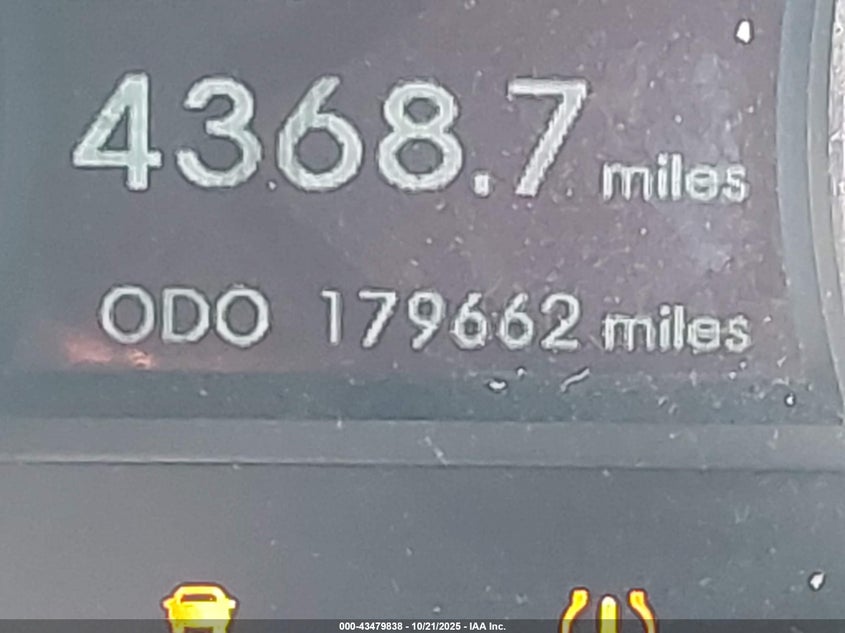 4368.7 miles
ODO 179662 miles
000-43479838 - 10/21/2025 - IAA Inc.